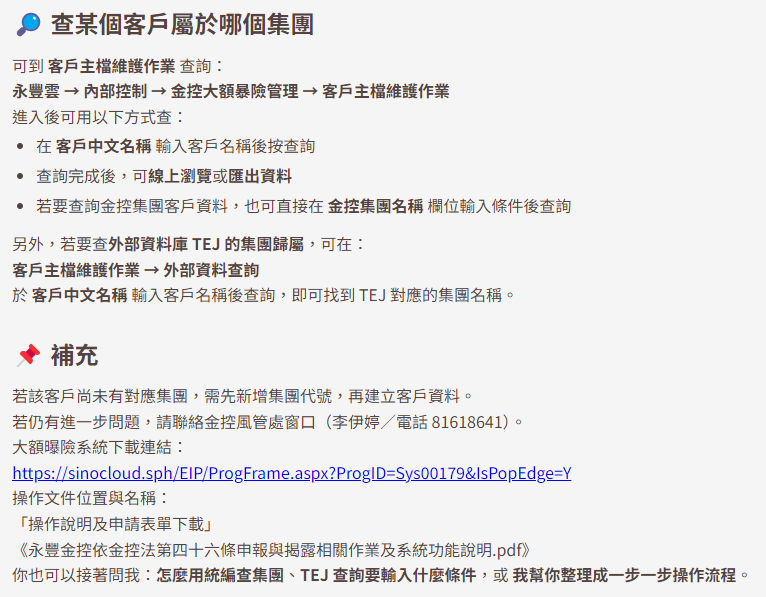 🔎 查某個客戶屬於哪個集團
可到 客戶主檔維護作業 查詢：
永豐雲 → 內部控制 → 金控大額暴險管理 → 客戶主檔維護作業
進入後可用以下方式查：
• 在 客戶中文名稱 輸入客戶名稱後按查詢
• 查詢完成後，可線上瀏覽或匯出資料
• 若要查詢金控集團客戶資料，也可直接在 金控集團名稱 欄位輸入條件後查詢
另外，若要查外部資料庫 TEJ 的集團歸屬，可在：
客戶主檔維護作業 → 外部資料查詢
於 客戶中文名稱 輸入客戶名稱後查詢，即可找到 TEJ 對應的集團名稱。
📌 補充
若該客戶尚未有對應集團，需先新增集團代號，再建立客戶資料。
若仍有進一步問題，請聯絡金控風管處窗口（李伊婷／電話 81618641）。
大額曝險系統下載連結：
https://sinocloud.sph/EIP/ProgFrame.aspx?ProgID=Sys00179&IsPopEdge=Y
操作文件位置與名稱：
「操作說明及申請表單下載」
《永豐金控依金控法第四十六條申報與揭露相關作業及系統功能說明.pdf》
你也可以接著問我：怎麼用統編查集團、TEJ 查詢要輸入什麼條件，或 我幫你整理成一步一步操作流程。